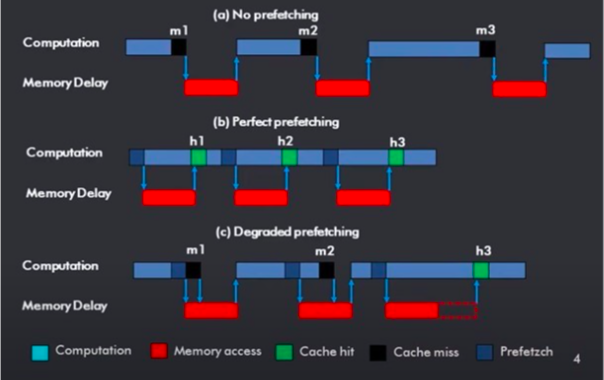 (a) No prefetching
m1 m2 m3
Computation
Memory Delay
(b) Perfect prefetching
h1 h2 h3
Computation
Memory Delay
(c) Degraded prefetching
m1 m2 h3
Computation
Memory Delay
Computation Memory access Cache hit Cache miss Prefetzch 4